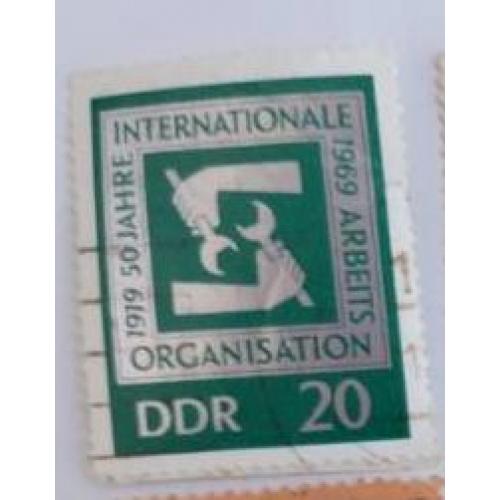 1919 50 JAHRE
INTERNATIONALE
1969 ARBEITS
ORGANISATION
DDR 20